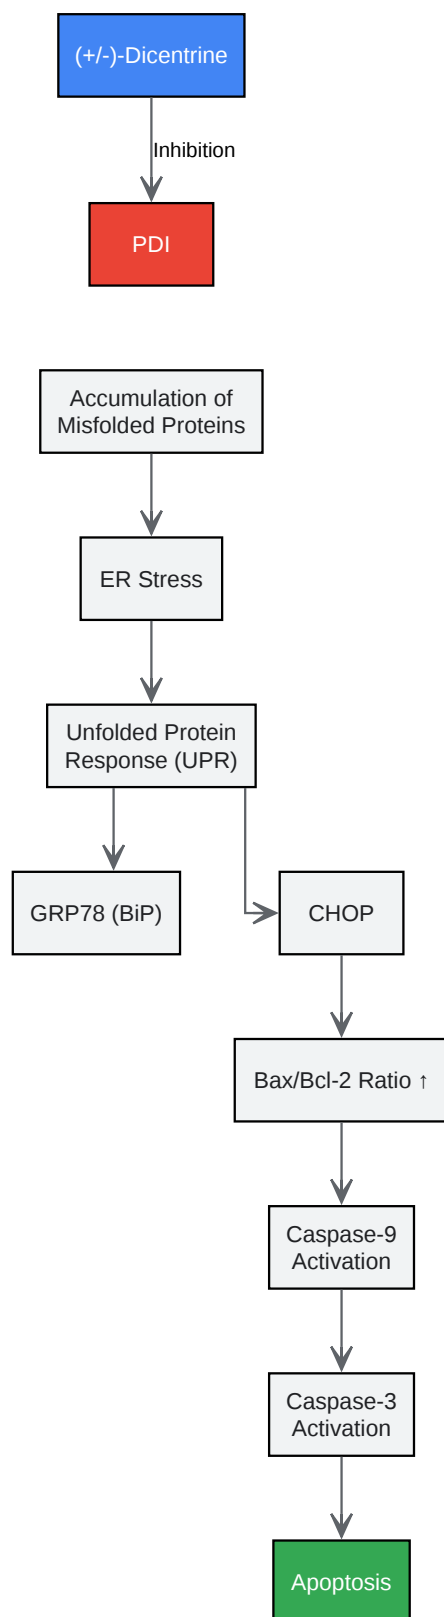 (+/-)-Dicentrine
Inhibition
PDI
Accumulation of
Misfolded Proteins
ER Stress
Unfolded Protein
Response (UPR)
GRP78 (BiP)
CHOP
Bax/Bcl-2 Ratio ↑
Caspase-9
Activation
Caspase-3
Activation
Apoptosis